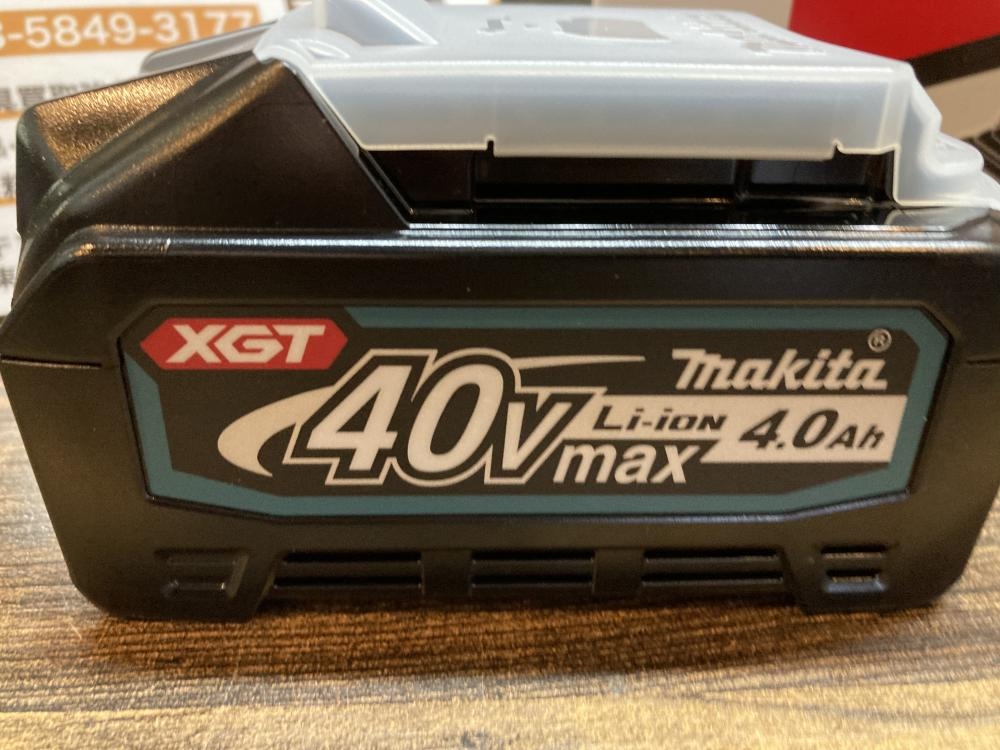 -5849-3177
XGT
40V max
Li-ion
makita®
4.0Ah